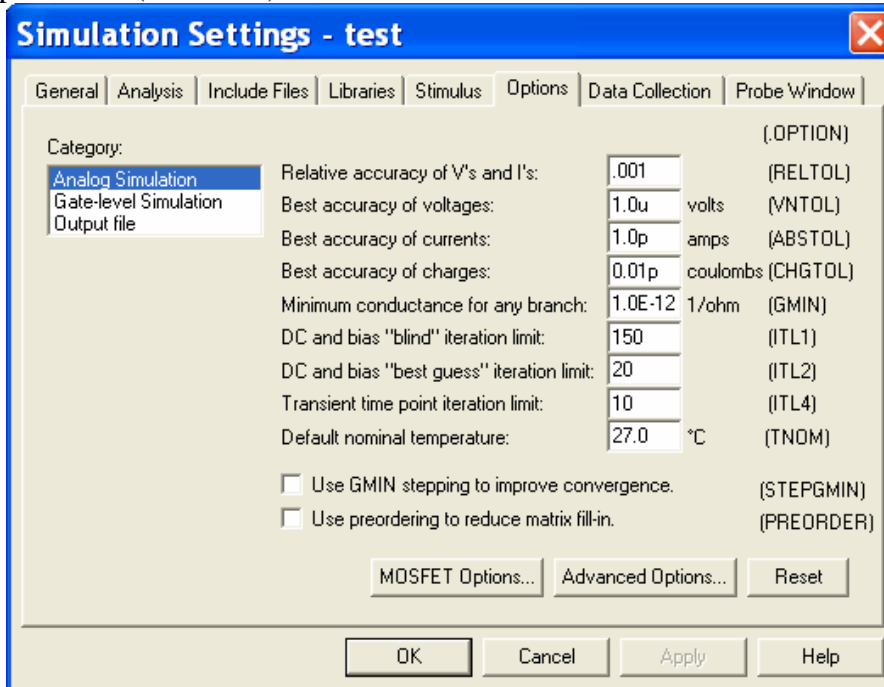 Simulation Settings - test
General Analysis Include Files Libraries Stimulus Options Data Collection Probe Window
(.OPTION)
Category:
Analog Simulation
Gate-level Simulation
Output file
Relative accuracy of V's and I's: .001 (RELTOL)
Best accuracy of voltages: 1.0u volts (VNTOL)
Best accuracy of currents: 1.0p amps (ABSTOL)
Best accuracy of charges: 0.01p coulombs (CHGTOL)
Minimum conductance for any branch: 1.0E-12 1/ohm (GMIN)
DC and bias "blind" iteration limit: 150 (ITL1)
DC and bias "best guess" iteration limit: 20 (ITL2)
Transient time point iteration limit: 10 (ITL4)
Default nominal temperature: 27.0 °C (TNOM)
Use GMIN stepping to improve convergence. (STEPGMIN)
Use preordering to reduce matrix fill-in. (PREORDER)
MOSFET Options... Advanced Options... Reset
OK Cancel Apply Help